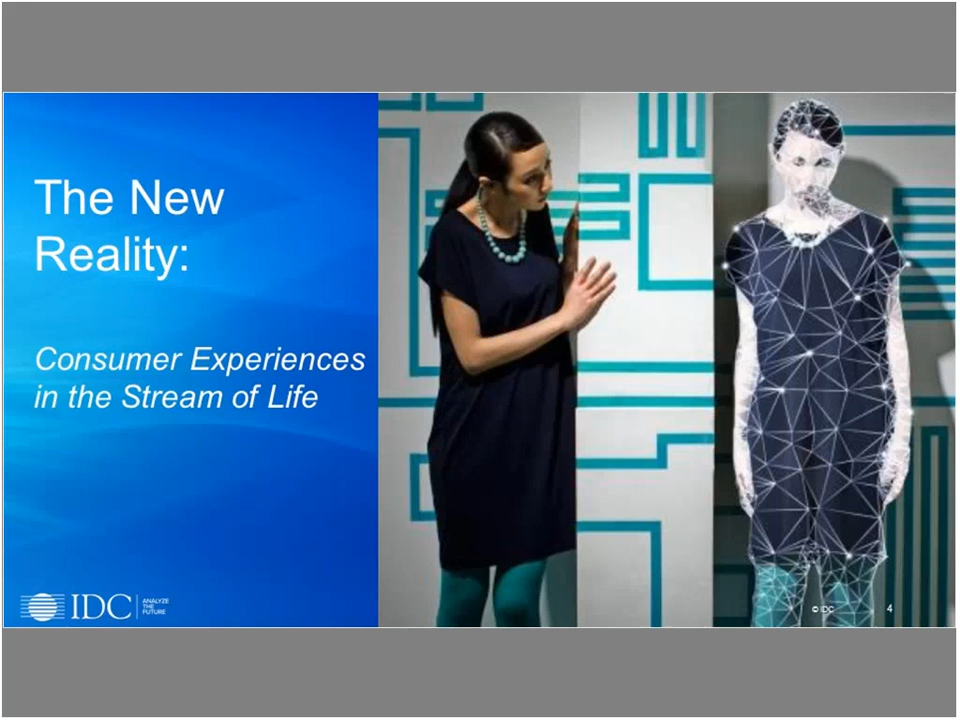 The New
Reality:
Consumer Experiences
in the Stream of Life
IDC
ANALYZE
THE
FUTURE
© IDC
4